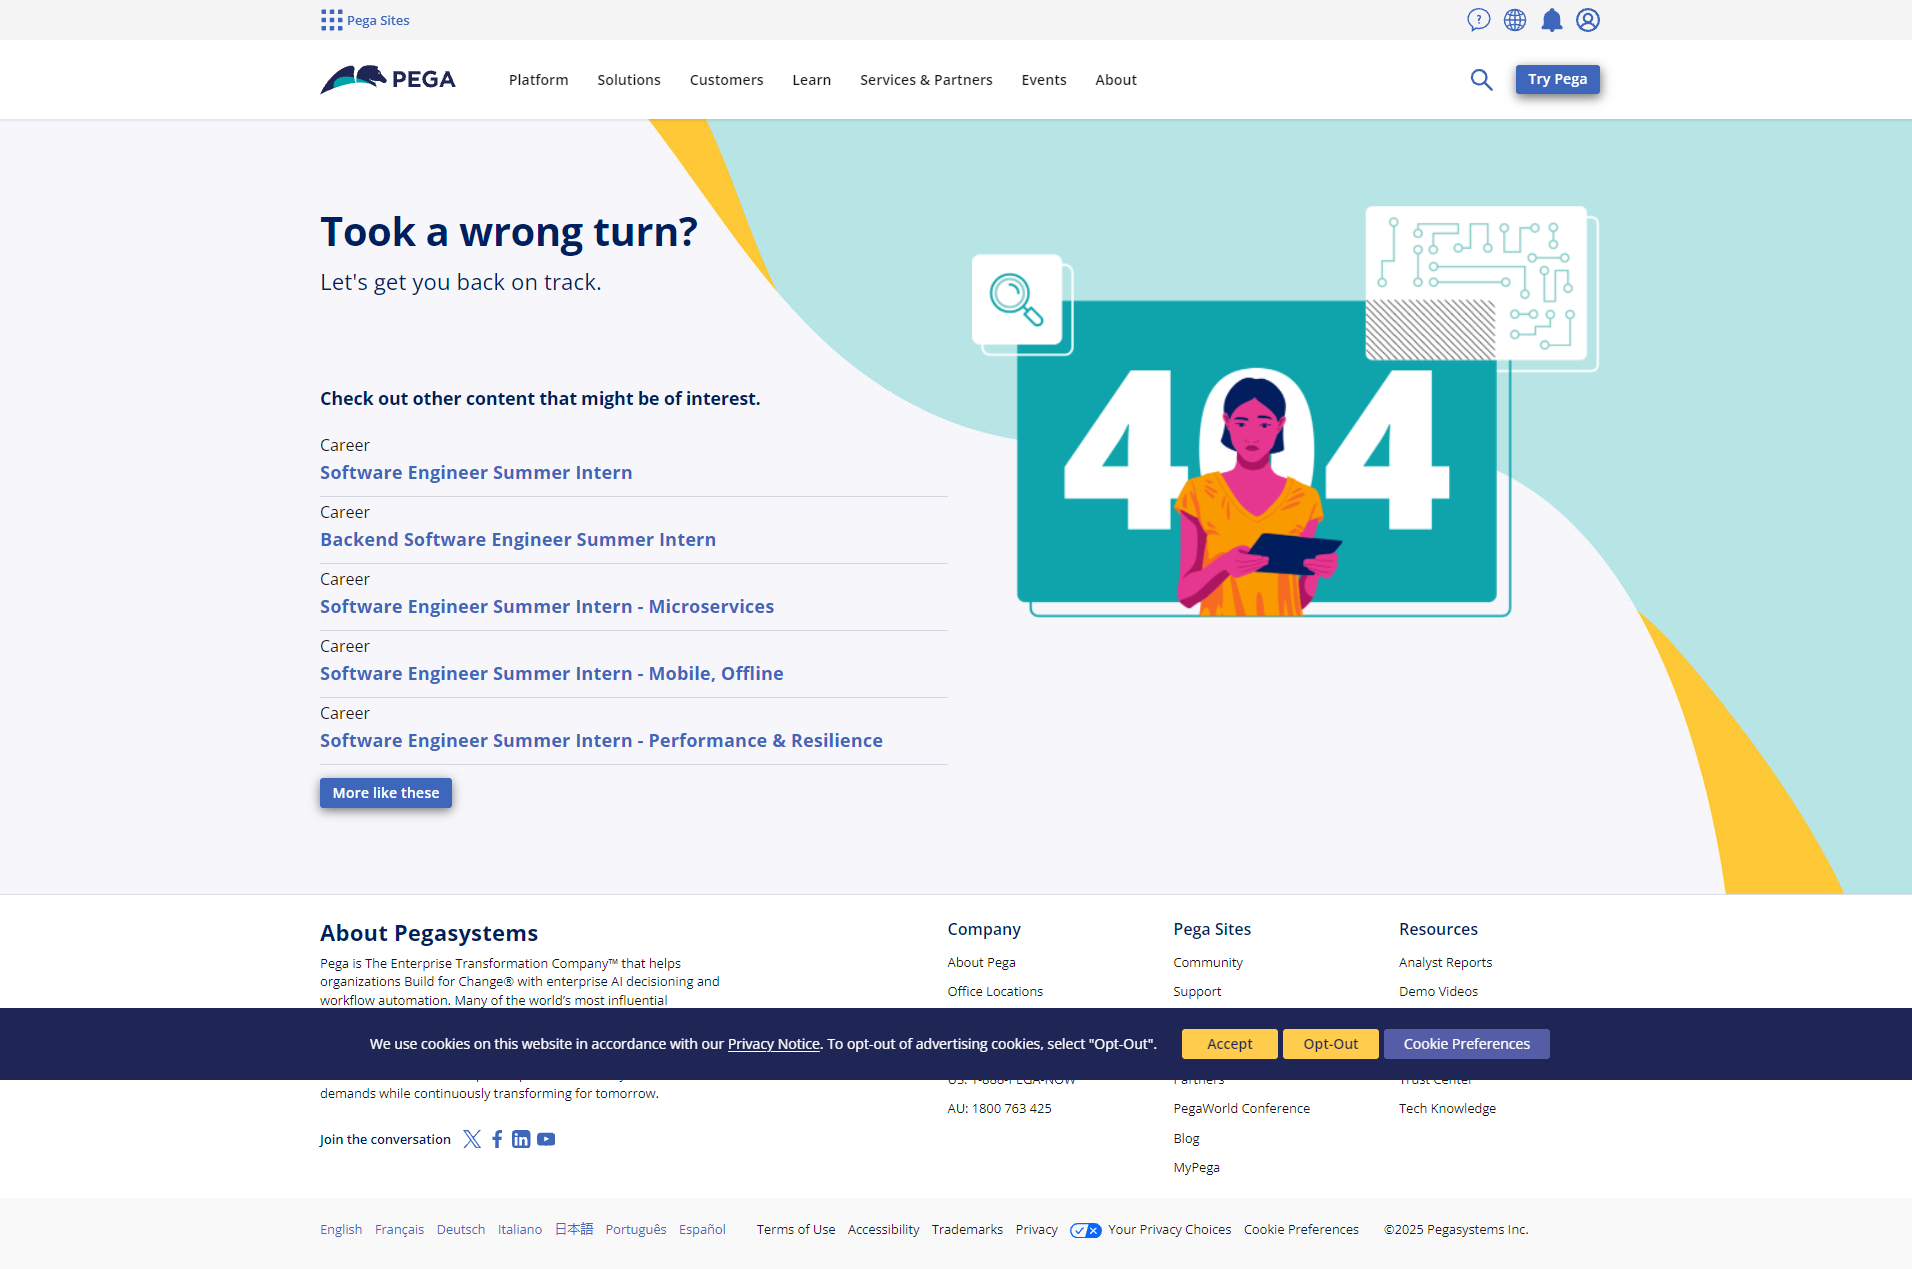 Pega Sites
PEGA
Platform
Solutions
Customers
Learn
Services & Partners
Events
About
Try Pega
Took a wrong turn?
Let's get you back on track.
404
Check out other content that might be of interest.
Career
Software Engineer Summer Intern
Career
Backend Software Engineer Summer Intern
Career
Software Engineer Summer Intern - Microservices
Career
Software Engineer Summer Intern - Mobile, Offline
Career
Software Engineer Summer Intern - Performance & Resilience
More like these
About Pegasystems
Pega is The Enterprise Transformation Company™ that helps
organizations Build for Change® with enterprise AI decisioning and
workflow automation. Many of the world's most influential
demands while continuously transforming for tomorrow.
Join the conversation
Company
About Pega
Office Locations
US: 1-888-PEGA-NOW
AU: 1800 763 425
Pega Sites
Community
Support
Partners
PegaWorld Conference
Blog
MyPega
Resources
Analyst Reports
Demo Videos
Trust Center
Tech Knowledge
We use cookies on this website in accordance with our Privacy Notice. To opt-out of advertising cookies, select "Opt-Out".
Accept
Opt-Out
Cookie Preferences
English Français Deutsch Italiano 日本語 Português Español
Terms of Use Accessibility Trademarks Privacy Your Privacy Choices Cookie Preferences ©2025 Pegasystems Inc.